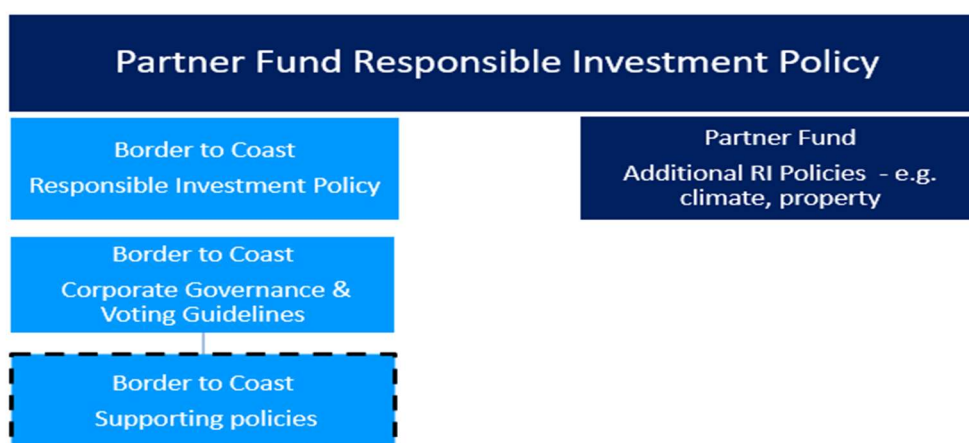 Partner Fund Responsible Investment Policy
Border to Coast
Responsible Investment Policy
Partner Fund
Additional RI Policies - e.g.
climate, property
Border to Coast
Corporate Governance &
Voting Guidelines
Border to Coast
Supporting policies